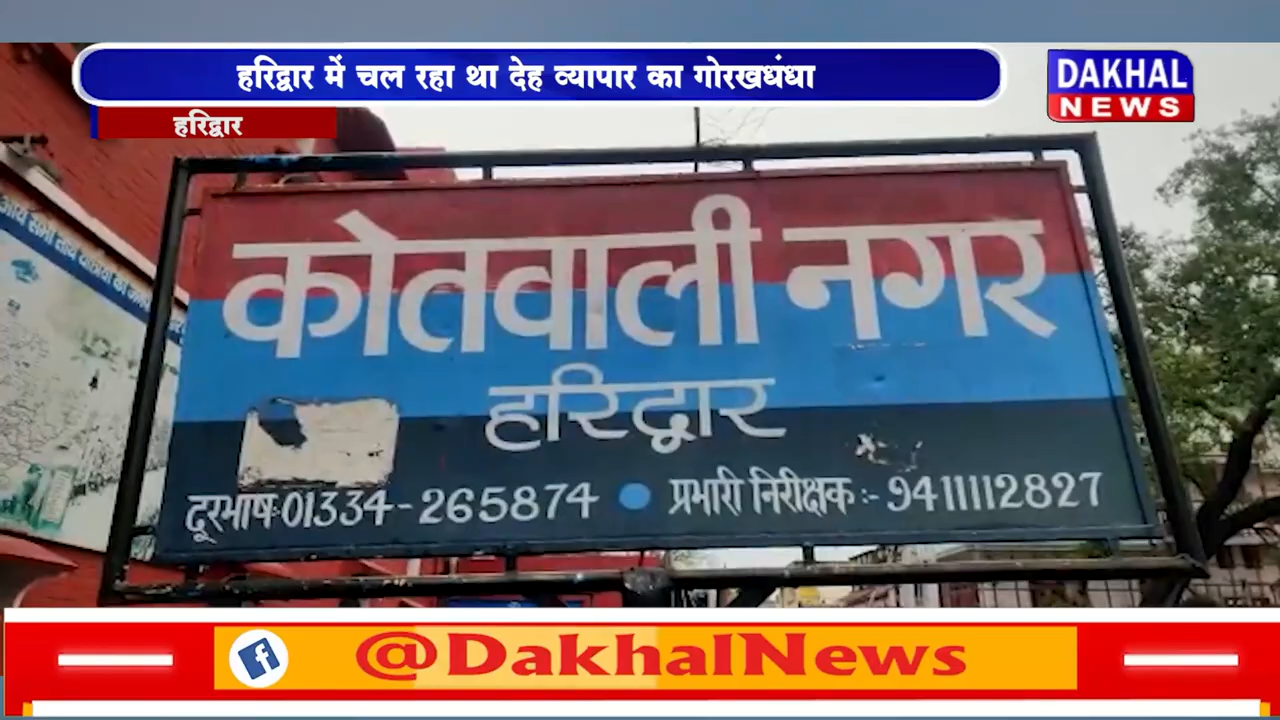 हरिद्वार में चल रहा था देह व्यापार का गोरखधंधा
DAKHAL
NEWS
हरिद्वार
कोतवाली नगर
हरिद्वार
दूरभाष:01334-265874 प्रभारी निरीक्षक:-9411112827
@DakhalNews